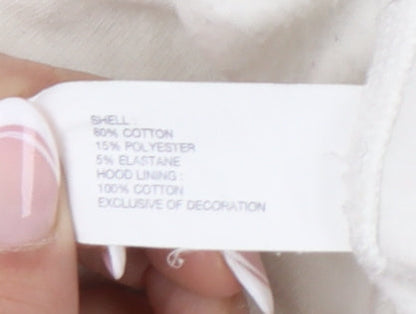 SHELL :
80% COTTON
15% POLYESTER
5% ELASTANE
HOOD LINING :
100% COTTON
EXCLUSIVE OF DECORATION